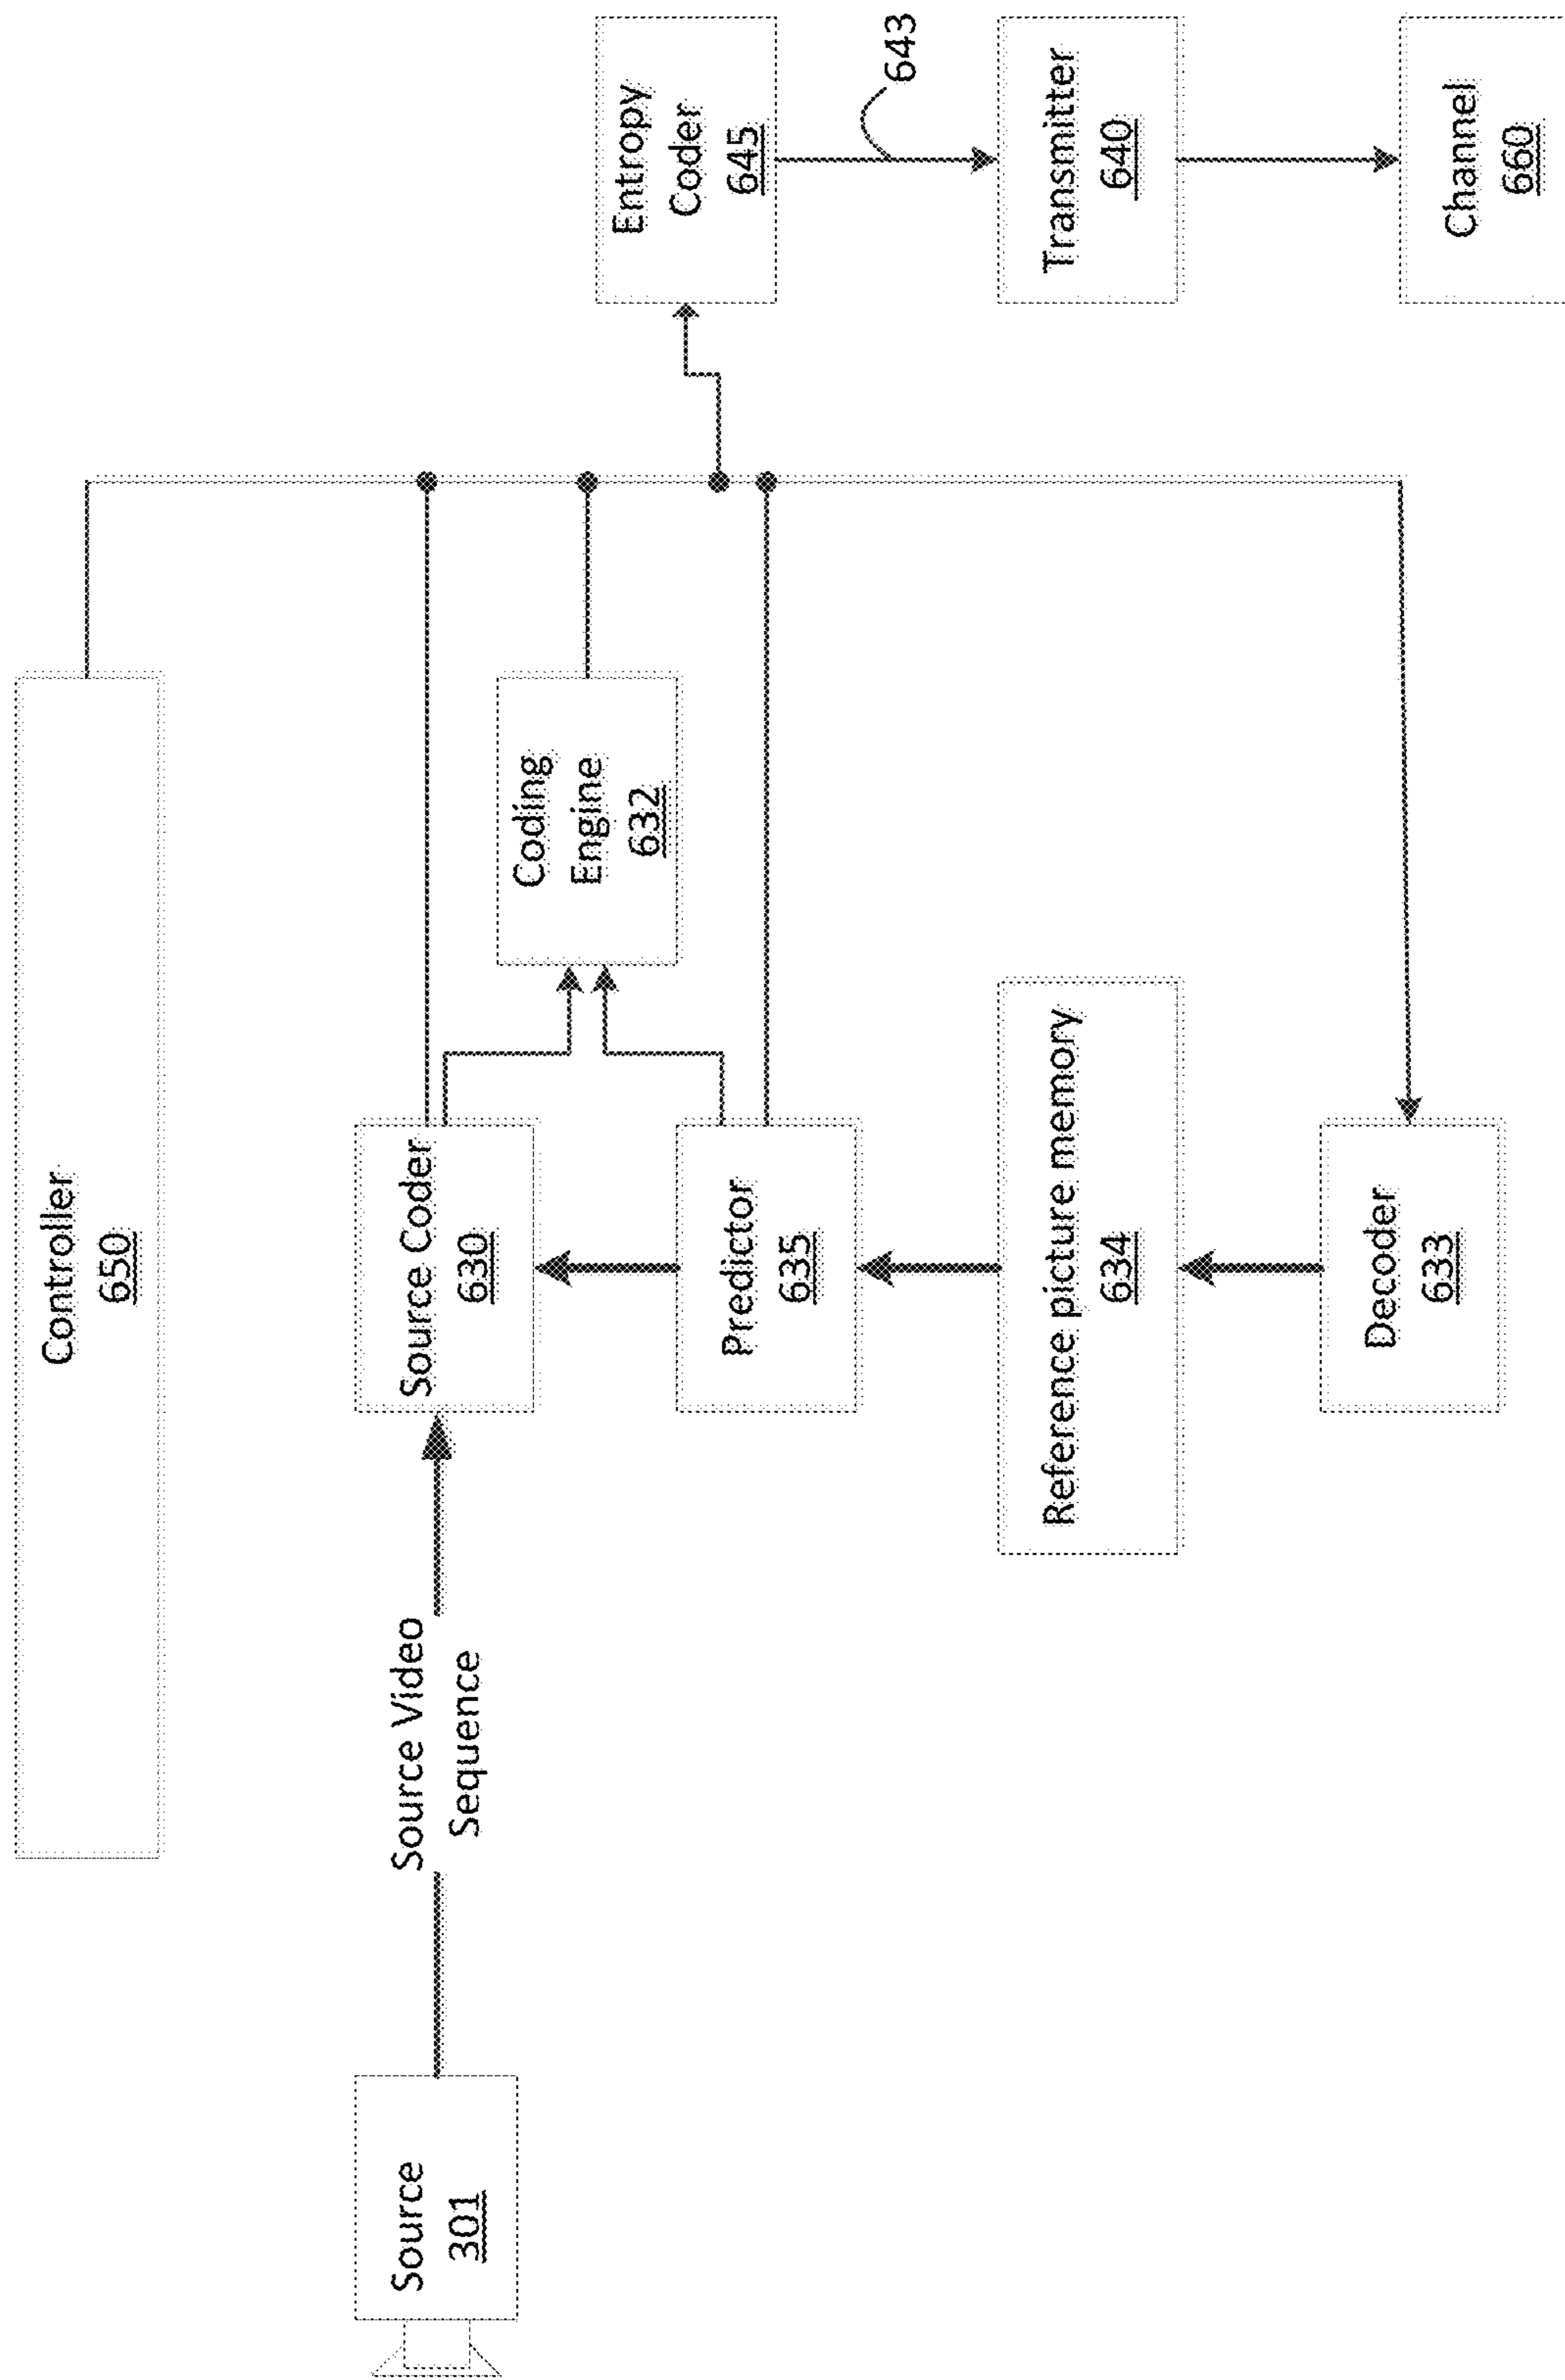 Controller
650
Source
301
Source Video
Sequence
Source Coder
630
Coding
Engine
632
Entropy
Coder
645
643
Predictor
635
Reference picture memory
634
Transmitter
640
Decoder
633
Channel
660